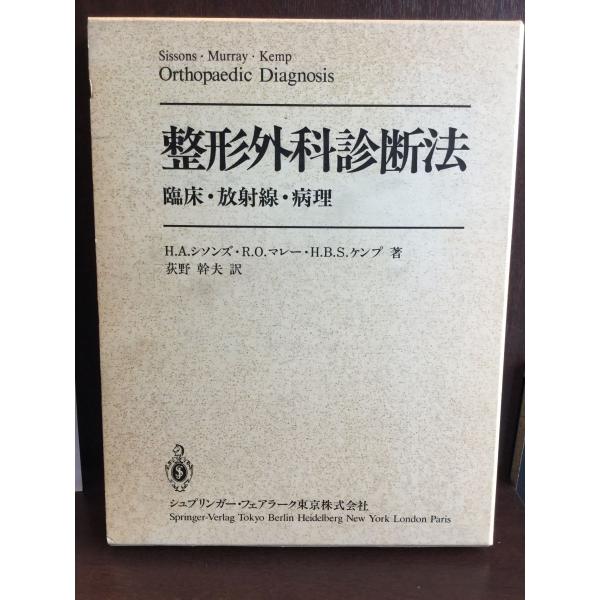 Sissons・Murray・Kemp
Orthopaedic Diagnosis
整形外科診断法
臨床・放射線・病理
H.A.シソンズ・R.O.マレー・H.B.S.ケンプ 著
荻野 幹夫 訳
シュプリンガー・フェアラーク東京株式会社
Springer-Verlag Tokyo Berlin Heidelberg New York London Paris